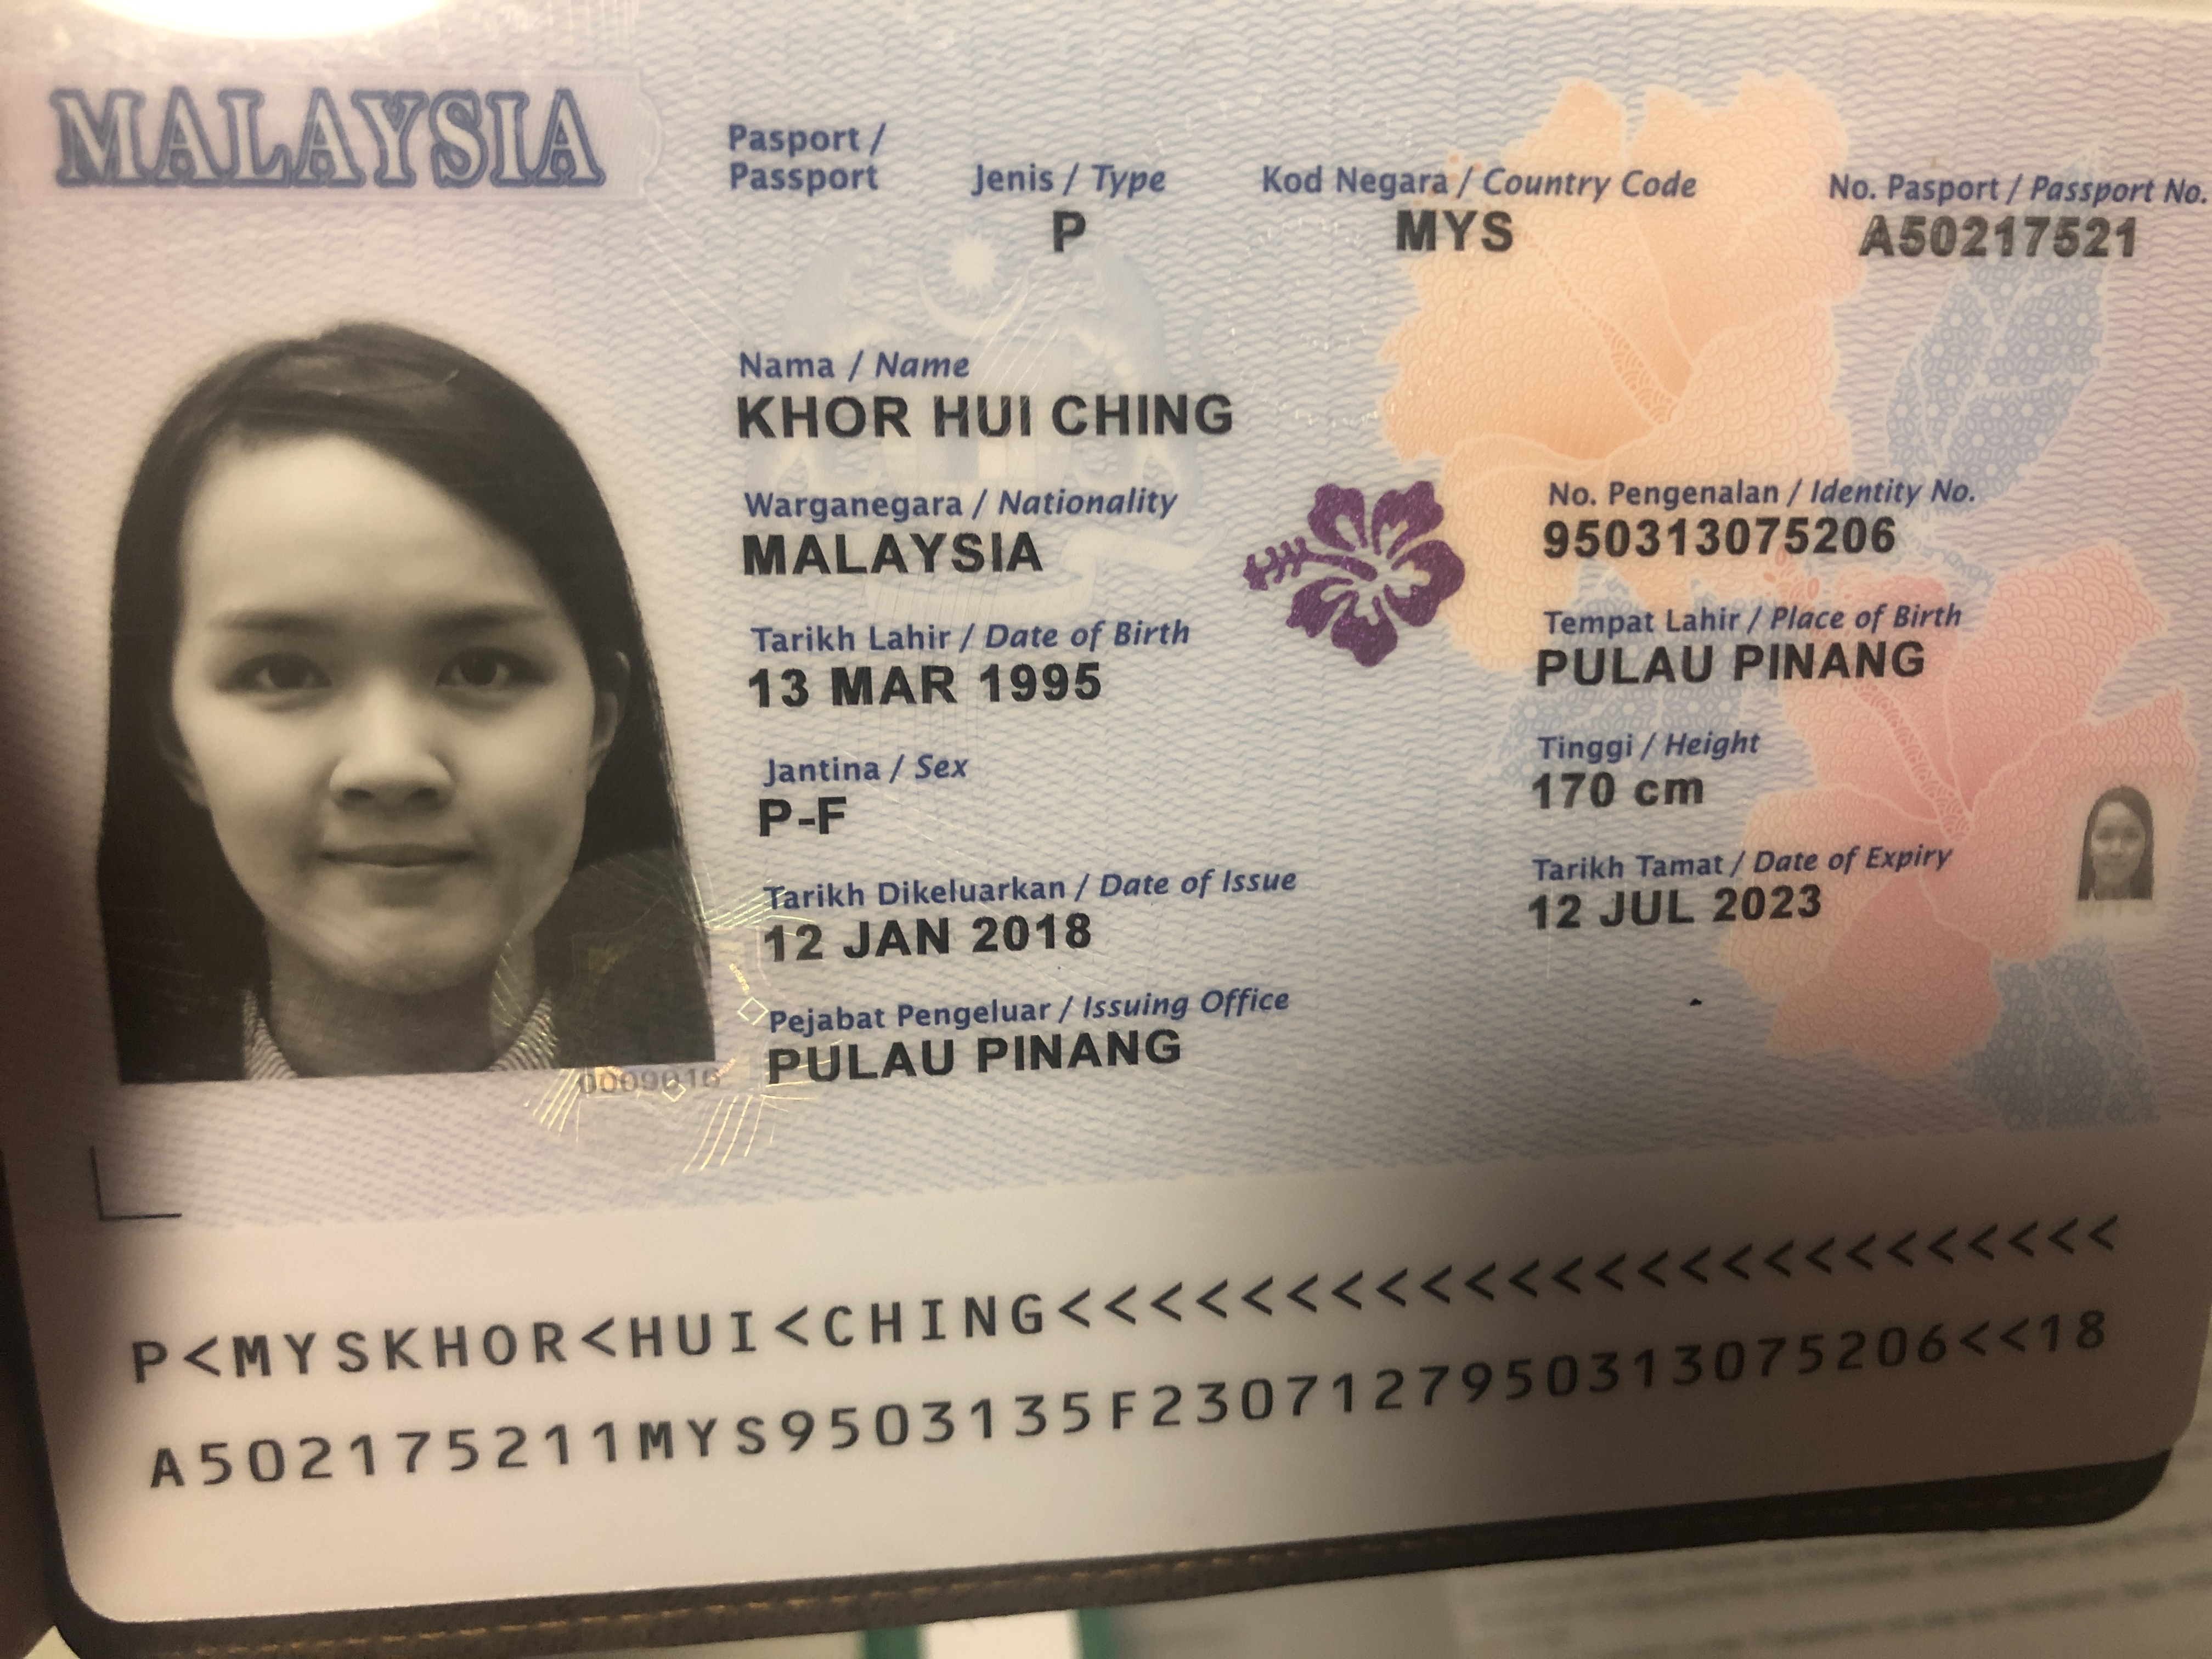 MALAYSIA
Pasport /
Passport
Jenis / Type
P
Kod Negara / Country Code
MYS
No. Pasport / Passport No.
A50217521
Nama / Name
KHOR HUI CHING
Warganegara / Nationality
MALAYSIA
No. Pengenalan / Identity No.
950313075206
Tarikh Lahir / Date of Birth
13 MAR 1995
Tempat Lahir / Place of Birth
PULAU PINANG
Jantina / Sex
P-F
Tinggi / Height
170 cm
Tarikh Dikeluarkan / Date of Issue
12 JAN 2018
Tarikh Tamat / Date of Expiry
12 JUL 2023
Pejabat Pengeluar / Issuing Office
PULAU PINANG
P<MYSKHOR<HUI<CHING<<<<<<<<<<<<<<<<<<<<<<<<<
A502175211MYS9503135F2307127950313075206<<18